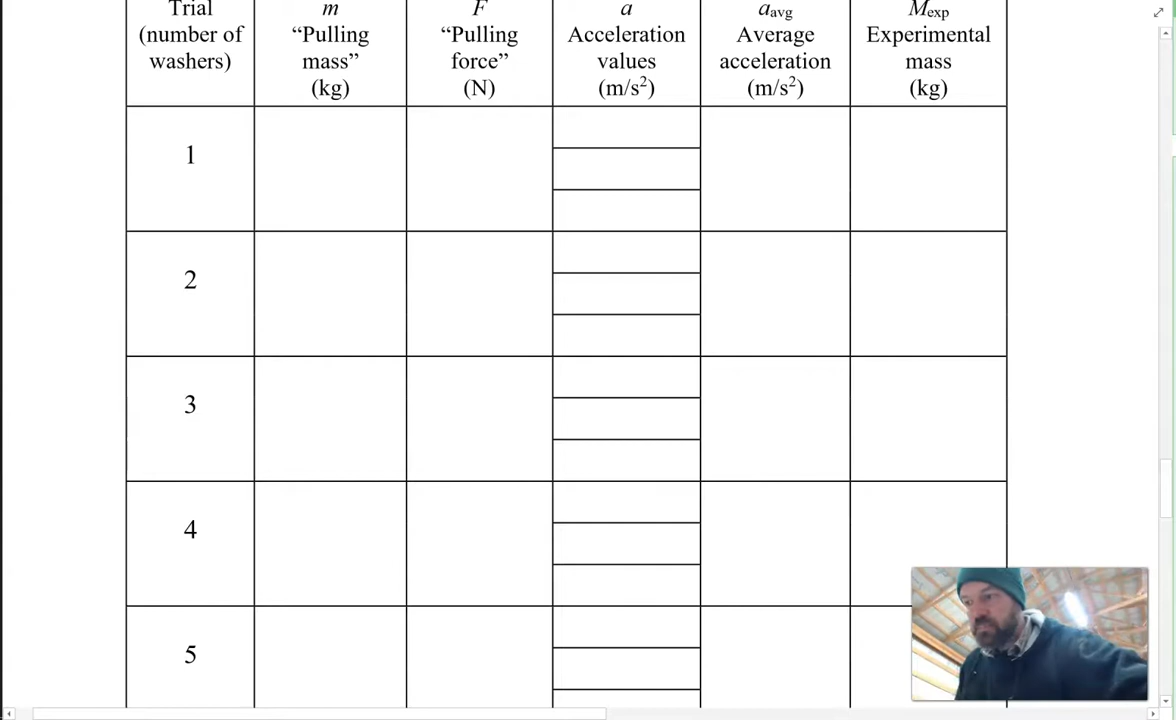 Trial m F a aavg Mexp
(number of “Pulling “Pulling Acceleration Average Experimental
washers) mass” force” values acceleration mass
(kg) (N) (m/s²) (m/s²) (kg)
1
2
3
4
5